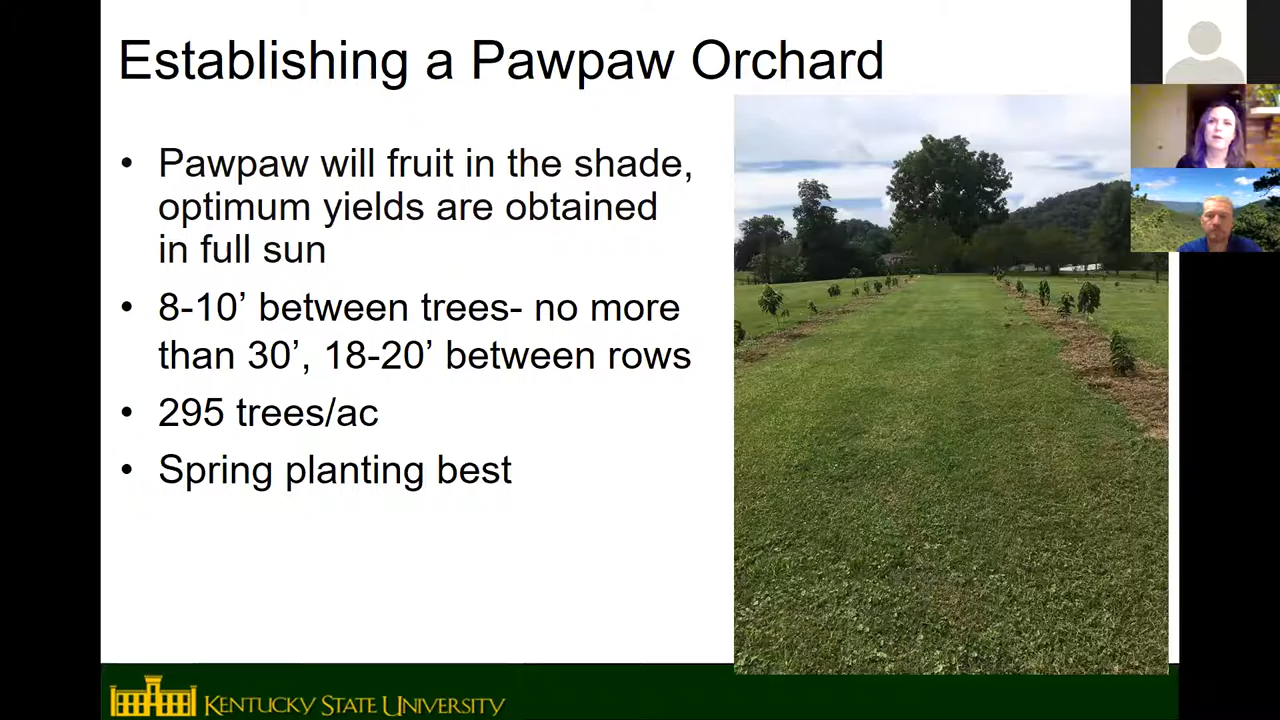 Establishing a Pawpaw Orchard
• Pawpaw will fruit in the shade,
optimum yields are obtained
in full sun
• 8-10’ between trees- no more
than 30’, 18-20’ between rows
• 295 trees/ac
• Spring planting best
KENTUCKY STATE UNIVERSITY